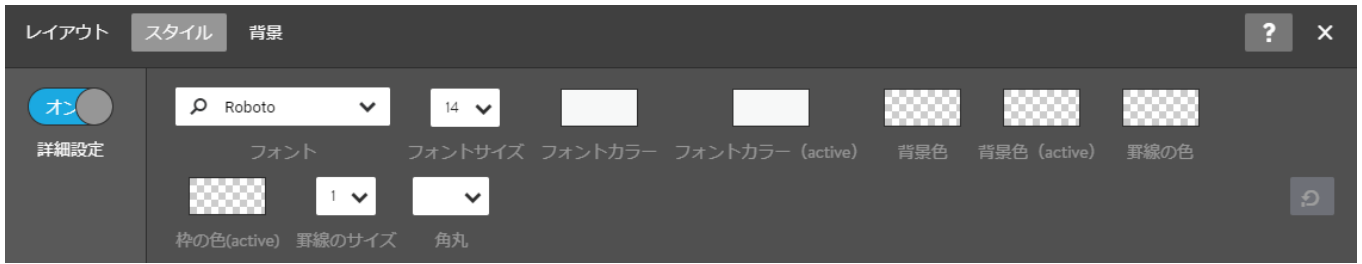 レイアウト スタイル 背景 ? ×
オン Roboto 14
詳細設定 フォント フォントサイズ フォントカラー フォントカラー（active） 背景色 背景色（active） 罫線の色
1
枠の色(active) 罫線のサイズ 角丸